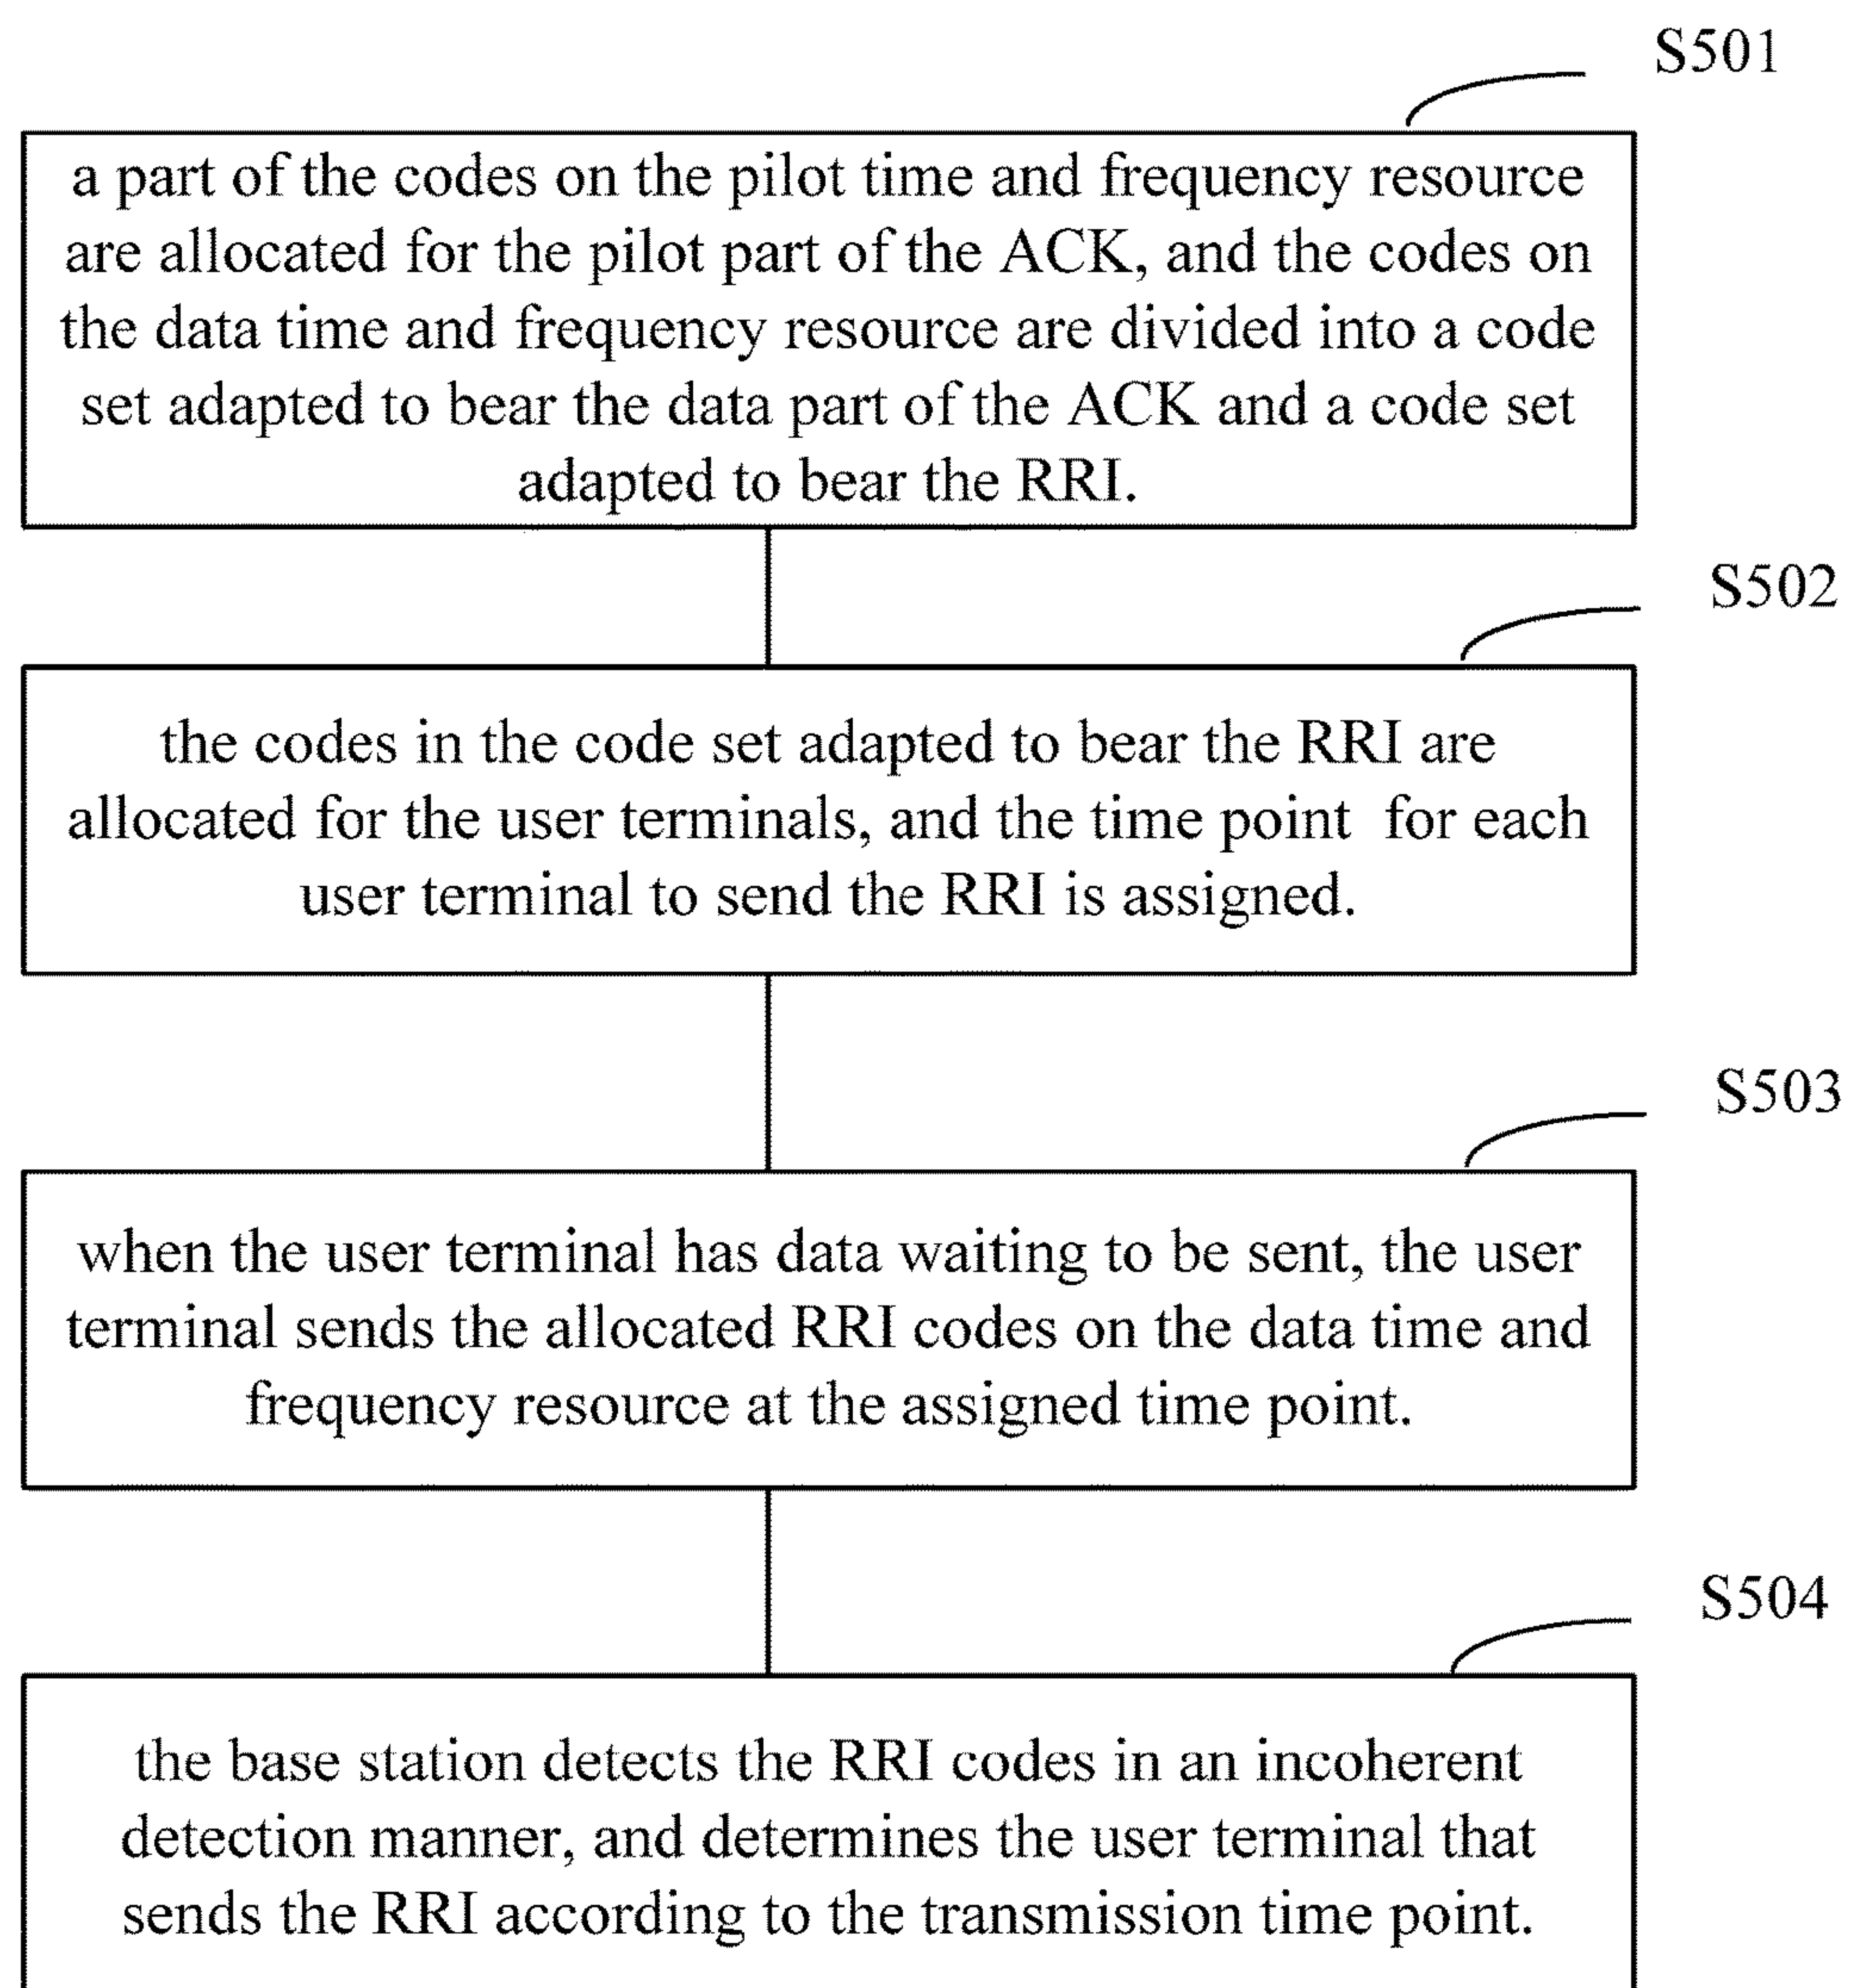 S501
a part of the codes on the pilot time and frequency resource
are allocated for the pilot part of the ACK, and the codes on
the data time and frequency resource are divided into a code
set adapted to bear the data part of the ACK and a code set
adapted to bear the RRI.
S502
the codes in the code set adapted to bear the RRI are
allocated for the user terminals, and the time point for each
user terminal to send the RRI is assigned.
S503
when the user terminal has data waiting to be sent, the user
terminal sends the allocated RRI codes on the data time and
frequency resource at the assigned time point.
S504
the base station detects the RRI codes in an incoherent
detection manner, and determines the user terminal that
sends the RRI according to the transmission time point.